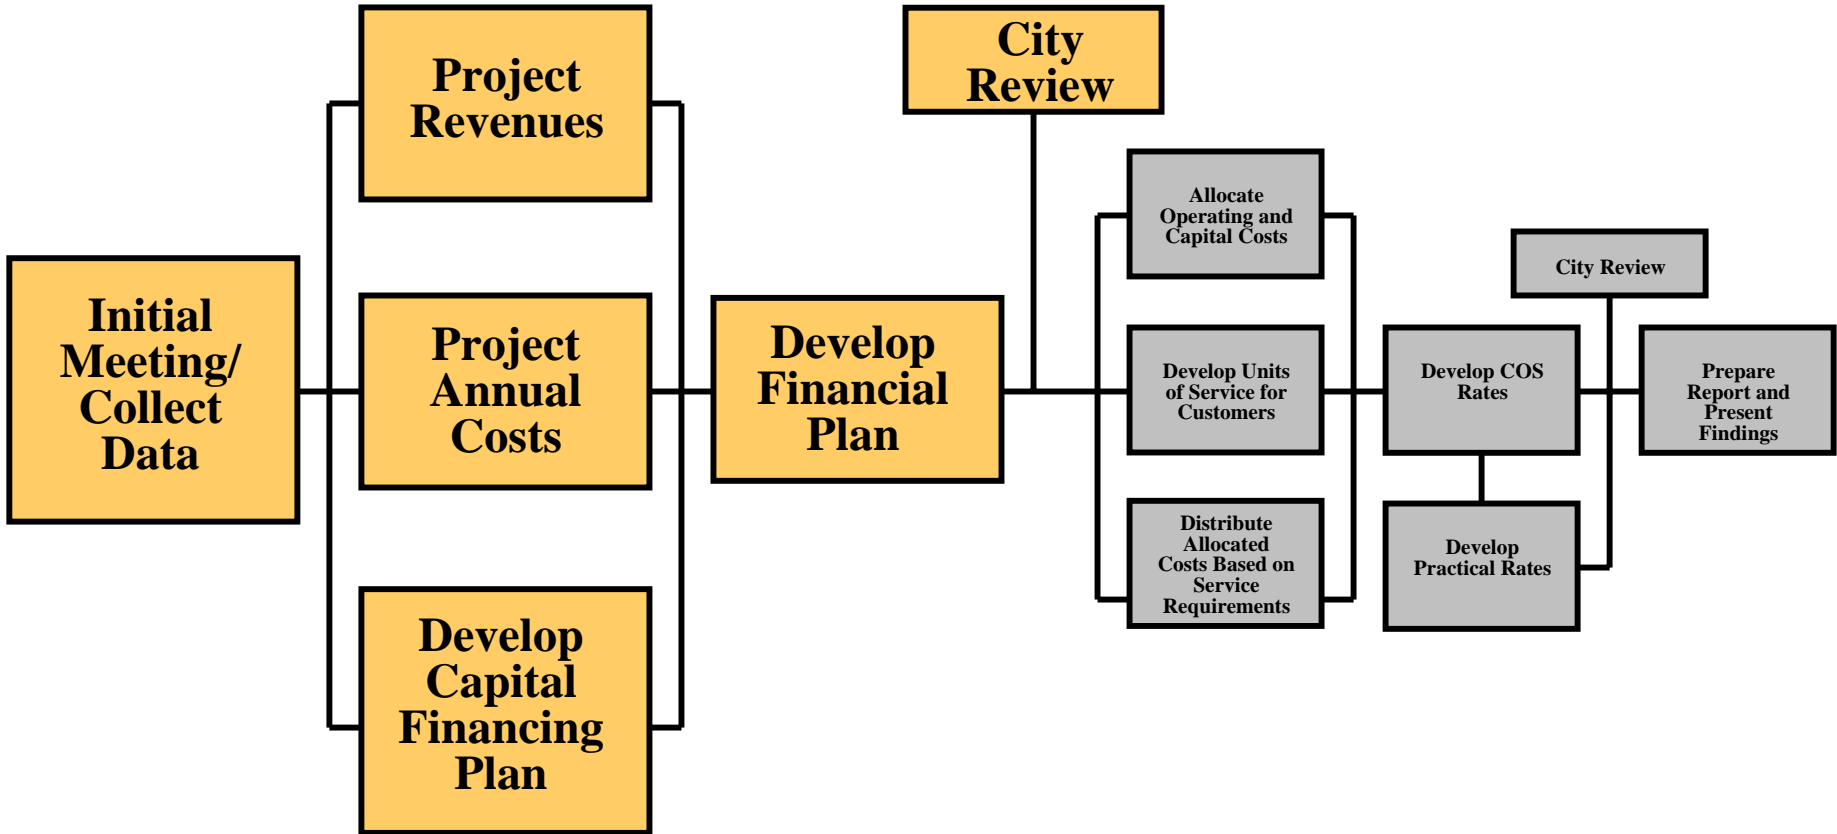 Initial
Meeting/
Collect
Data
Project
Revenues
Project
Annual
Costs
Develop
Capital
Financing
Plan
Develop
Financial
Plan
City
Review
Allocate
Operating and
Capital Costs
Develop Units
of Service for
Customers
Distribute
Allocated
Costs Based on
Service
Requirements
Develop COS
Rates
Develop
Practical Rates
City Review
Prepare
Report and
Present
Findings